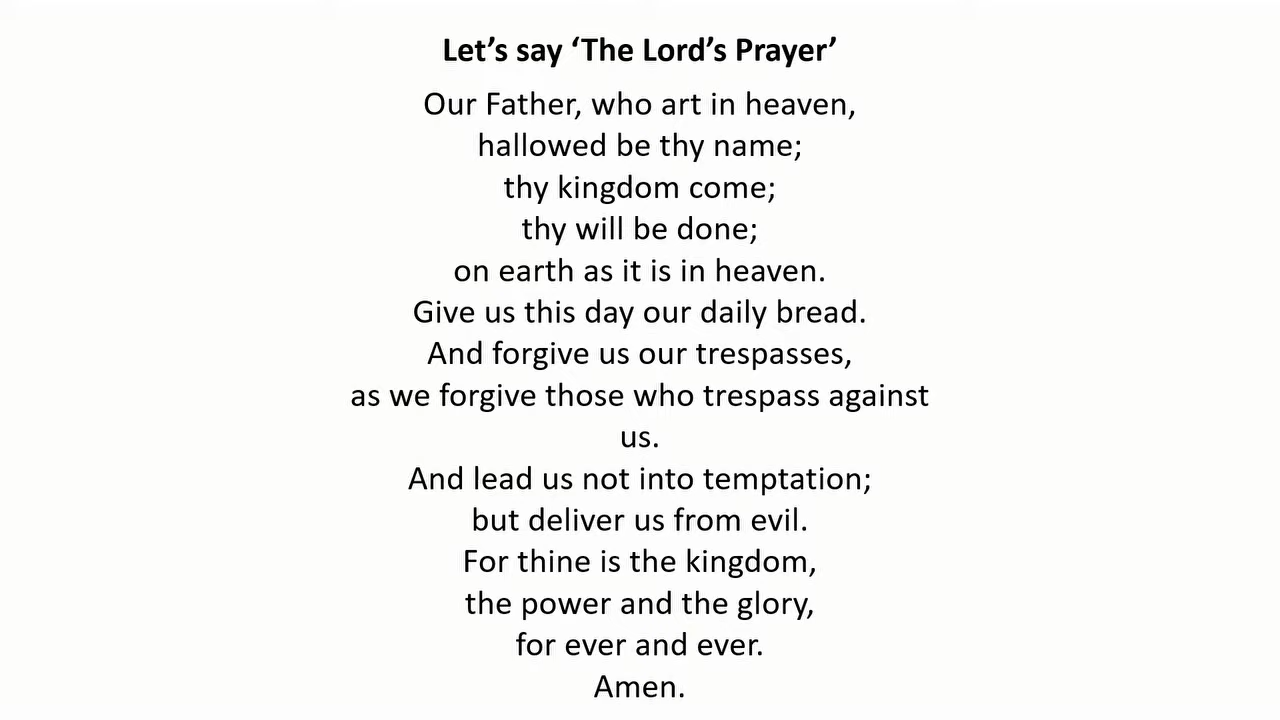 Let’s say ‘The Lord’s Prayer’
Our Father, who art in heaven,
hallowed be thy name;
thy kingdom come;
thy will be done;
on earth as it is in heaven.
Give us this day our daily bread.
And forgive us our trespasses,
as we forgive those who trespass against
us.
And lead us not into temptation;
but deliver us from evil.
For thine is the kingdom,
the power and the glory,
for ever and ever.
Amen.